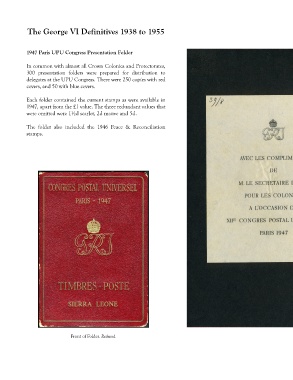 The George VI Definitives 1938 to 1955
1947 Paris UPU Congress Presentation Folder
In common with almost all Crown Colonies and Protectorates,
300 presentation folders were prepared for distribution to
delegates at the UPU Congress. There were 250 copies with red
covers, and 50 with blue covers.
Each folder contained the current stamps as were available in
1947, apart from the £1 value. The three redundant values that
were omitted were 1½d scarlet, 2d mauve and 5d.
The folder also included the 1946 Peace & Reconciliation
stamps.
CONGRES POSTAL UNIVERSEL
PARIS - 1947
TIMBRES-POSTE
SIERRA LEONE
Front of Folder, Reduced
AVEC LES COMPLIM
DE
M. LE SECRETAIRE
POUR LES COLON
A L'OCCASION D
XIIe CONGRES POSTAL
PARIS 1947